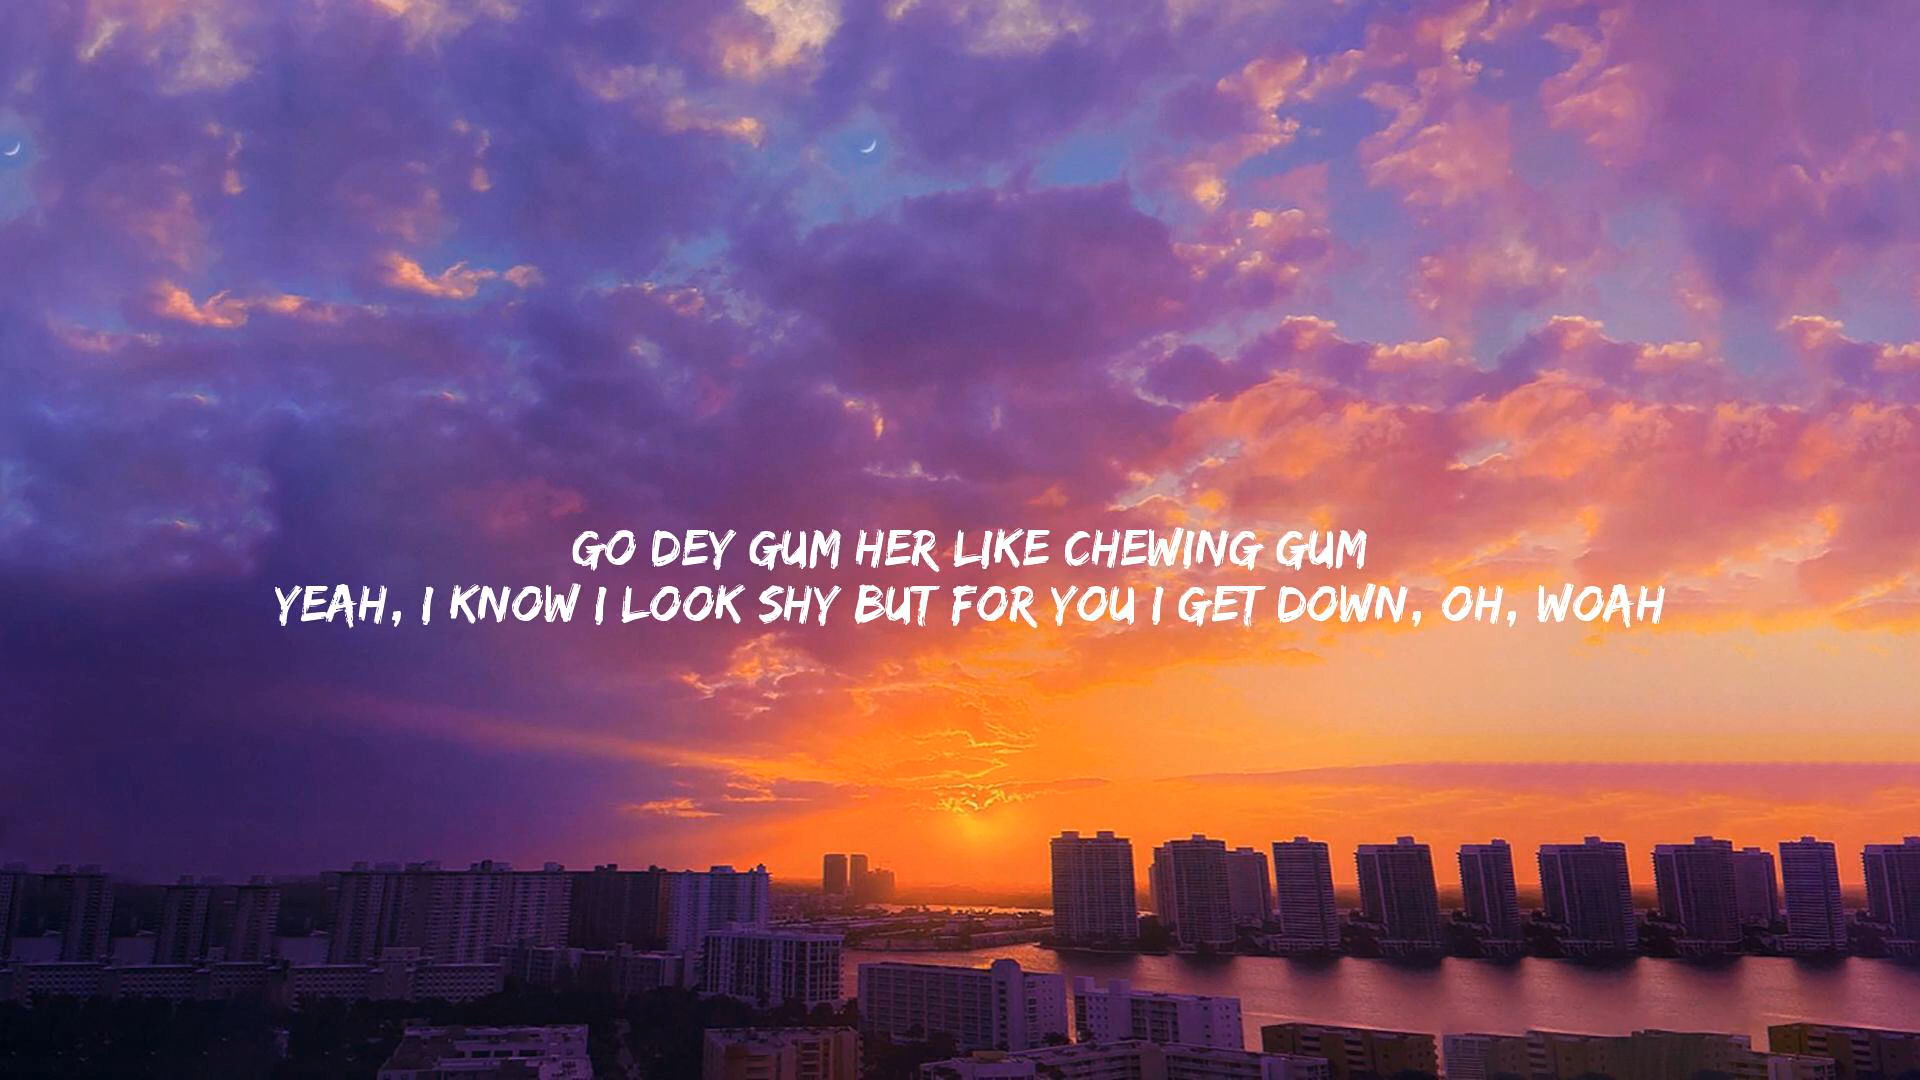 GO DEY GUM HER LIKE CHEWING GUM
YEAH, I KNOW I LOOK SHY BUT FOR YOU I GET DOWN, OH, WOAH